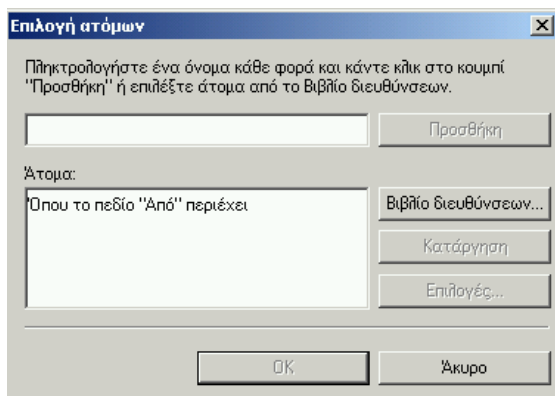 Επιλογή ατόμων
Πληκτρολογήστε ένα όνομα κάθε φορά και κάντε κλικ στο κουμπί
"Προσθήκη" ή επιλέξτε άτομα από το Βιβλίο διευθύνσεων.
Προσθήκη
Άτομα:
Όπου το πεδίο "Από" περιέχει
Βιβλίο διευθύνσεων...
Κατάργηση
Επιλογές...
OK
Άκυρο